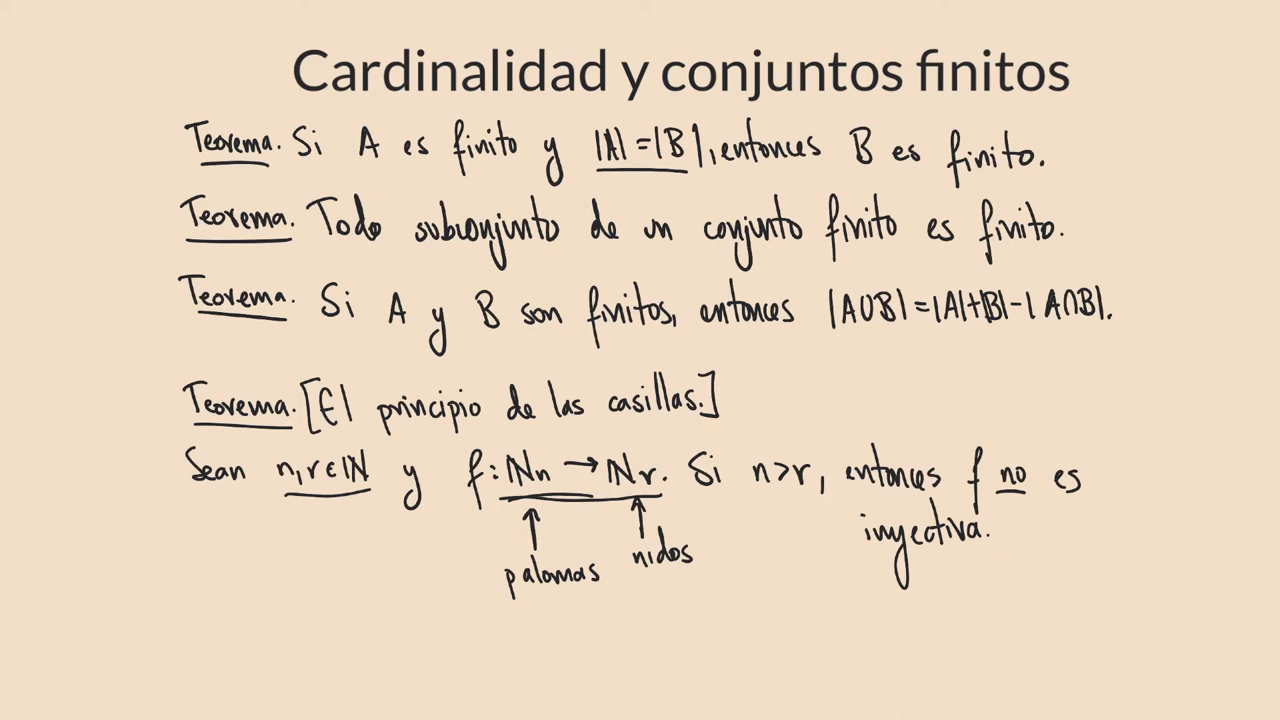 Cardinalidad y conjuntos finitos
Teorema. Si A es finito y |A|=|B|, entonces B es finito.
Teorema. Todo subconjunto de un conjunto finito es finito.
Teorema. Si A y B son finitos, entonces |A∪B|=|A|+|B|-|A∩B|.
Teorema. [El principio de las casillas.]
Sean n,r∈ℕ y f:ℕn→ℕr. Si n>r, entonces f no es
inyectiva.
palomas nidos